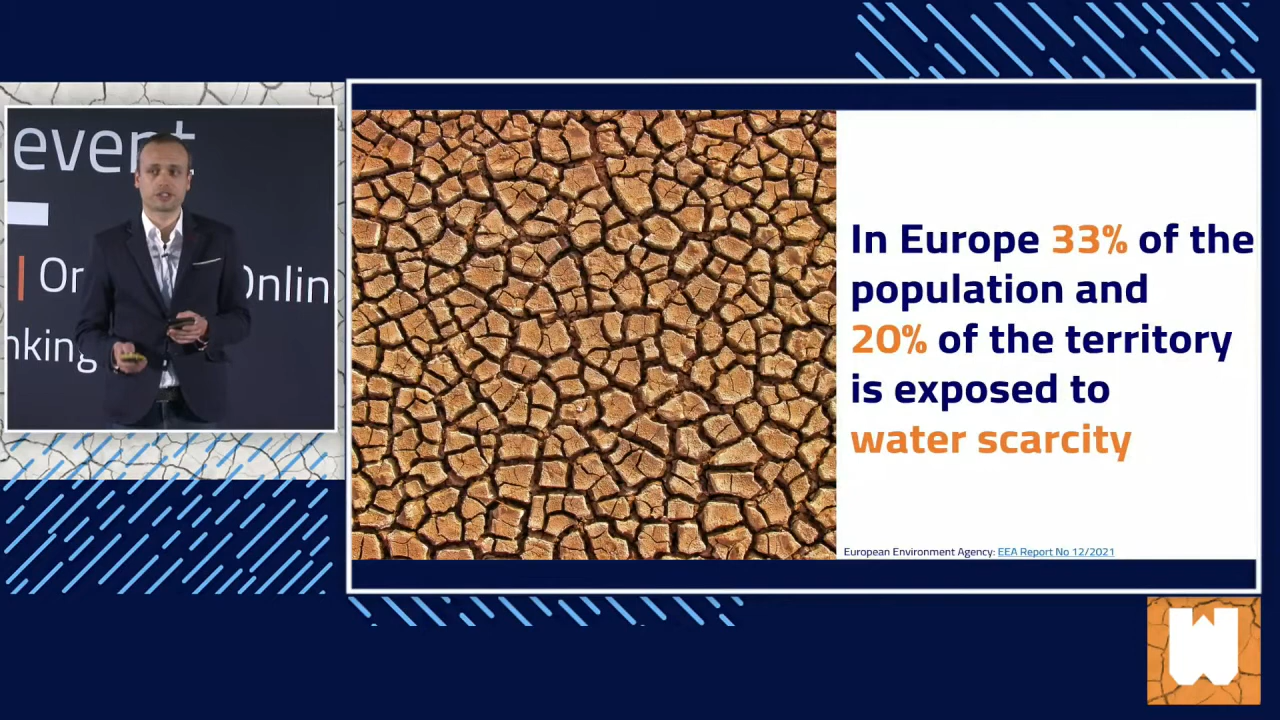 event
Or
Onlin
nking
In Europe 33% of the
population and
20% of the territory
is exposed to
water scarcity
European Environment Agency: EEA Report No 12/2021
W